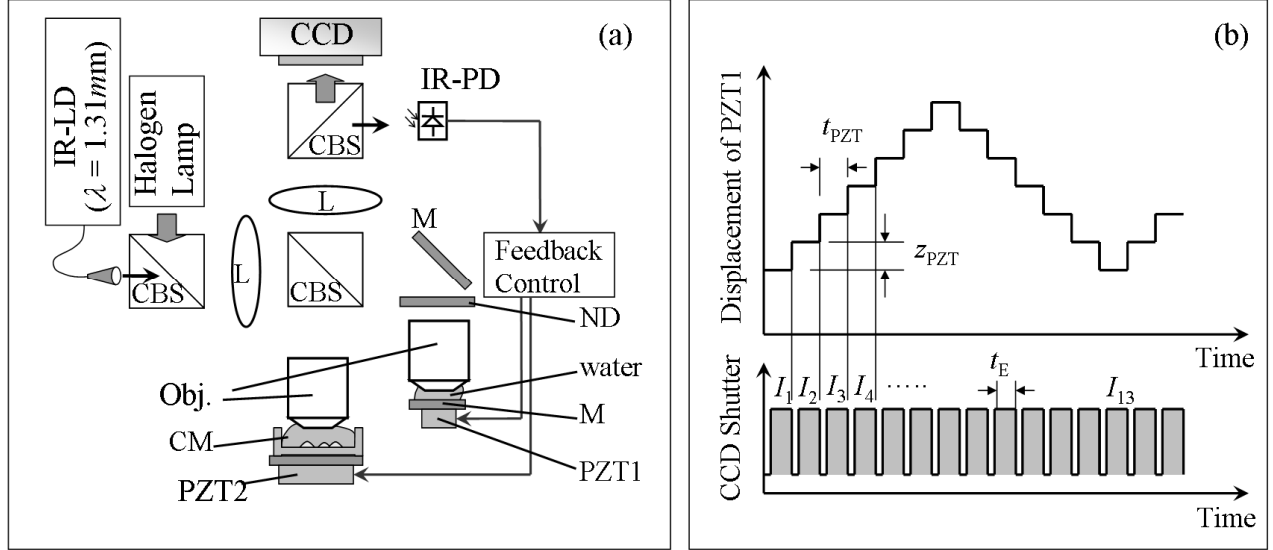 (a)
CCD
IR-LD
(λ = 1.31mm)
Halogen
Lamp
IR-PD
CBS
L
M
CBS
L
CBS
Feedback
Control
ND
Obj.
water
M
CM
PZT1
PZT2
(b)
Displacement of PZT1
tPZT
zPZT
Time
CCD Shutter
I1 I2 I3 I4 ····· tE I13
Time